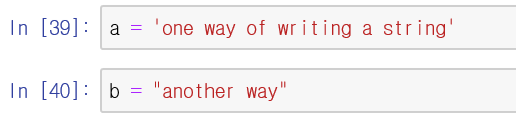 In [39]: a = 'one way of writing a string'
In [40]: b = "another way"